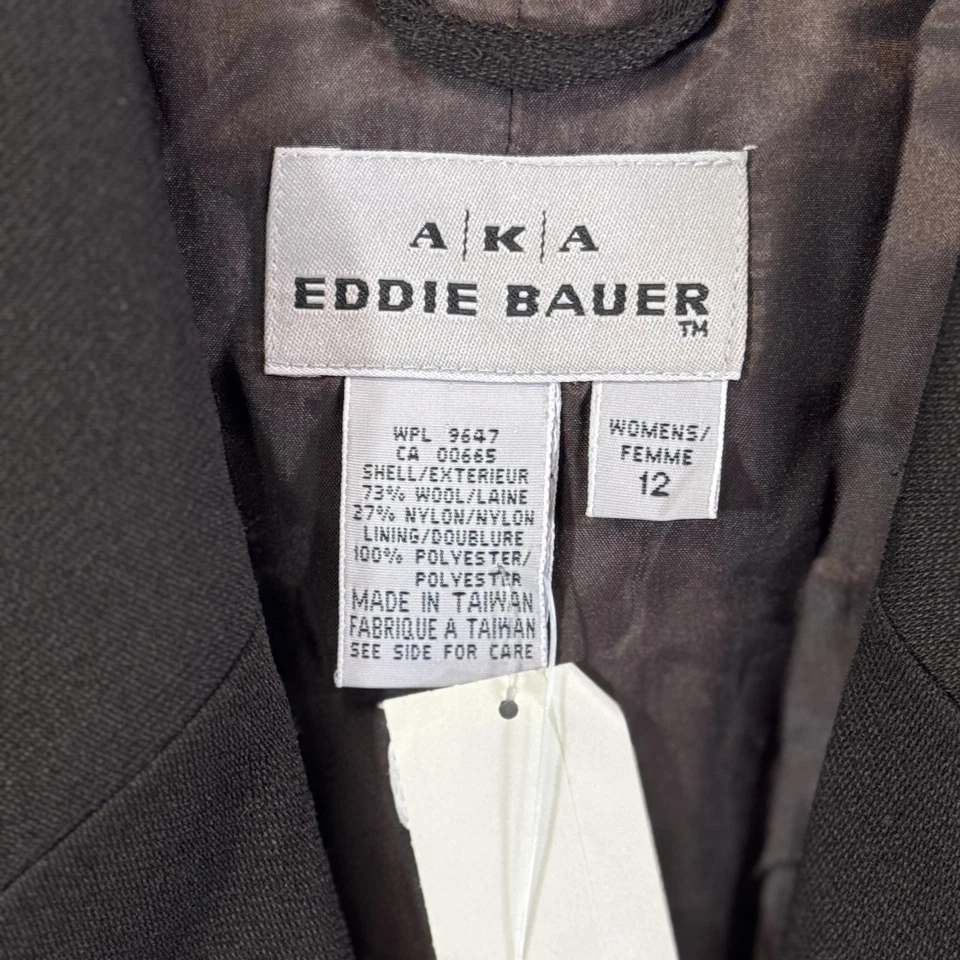 A|K|A
EDDIE BAUER
TM
WPL 9647
CA 00665
SHELL/EXTERIEUR
73% WOOL/LAINE
27% NYLON/NYLON
LINING/DOUBLURE
100% POLYESTER/
POLYESTER
MADE IN TAIWAN
FABRIQUE A TAIWAN
SEE SIDE FOR CARE
WOMENS/
FEMME
12